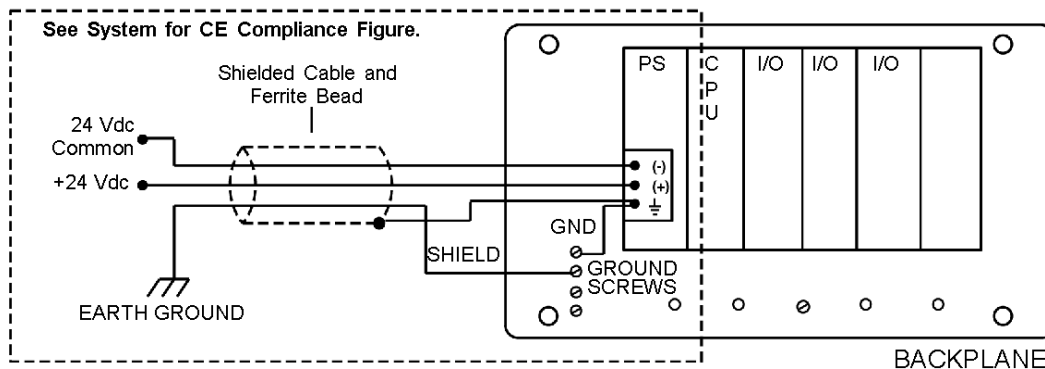 See System for CE Compliance Figure.
Shielded Cable and
Ferrite Bead
24 Vdc
Common
+24 Vdc
EARTH GROUND
SHIELD
GND
GROUND
SCREWS
PS
C
P
U
I/O
I/O
I/O
(-)
(+)
BACKPLANE